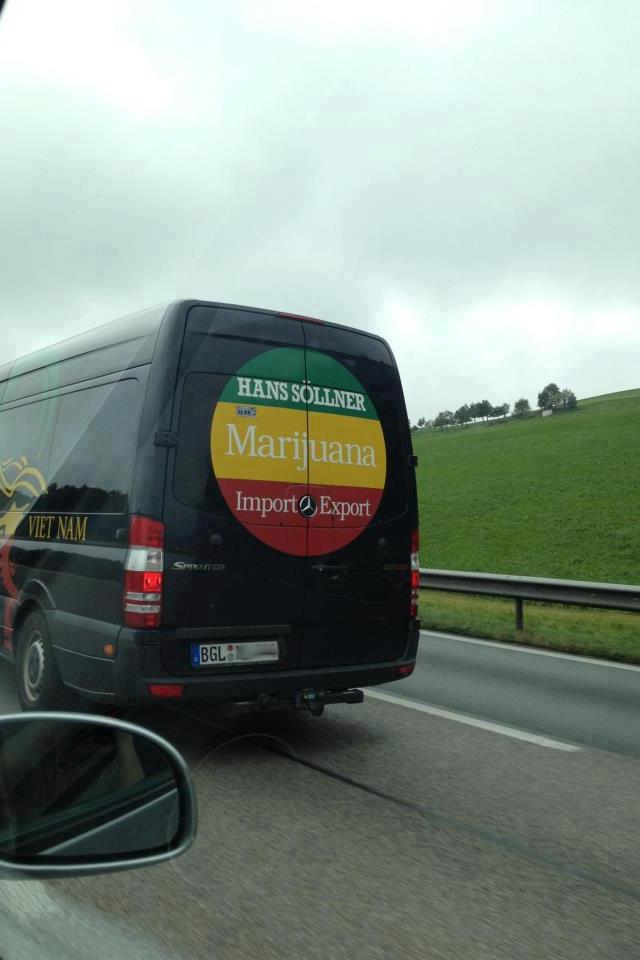 HANS SÖLLNER
Marijuana
Import Export
VIET NAM
SPRINTER
BGL